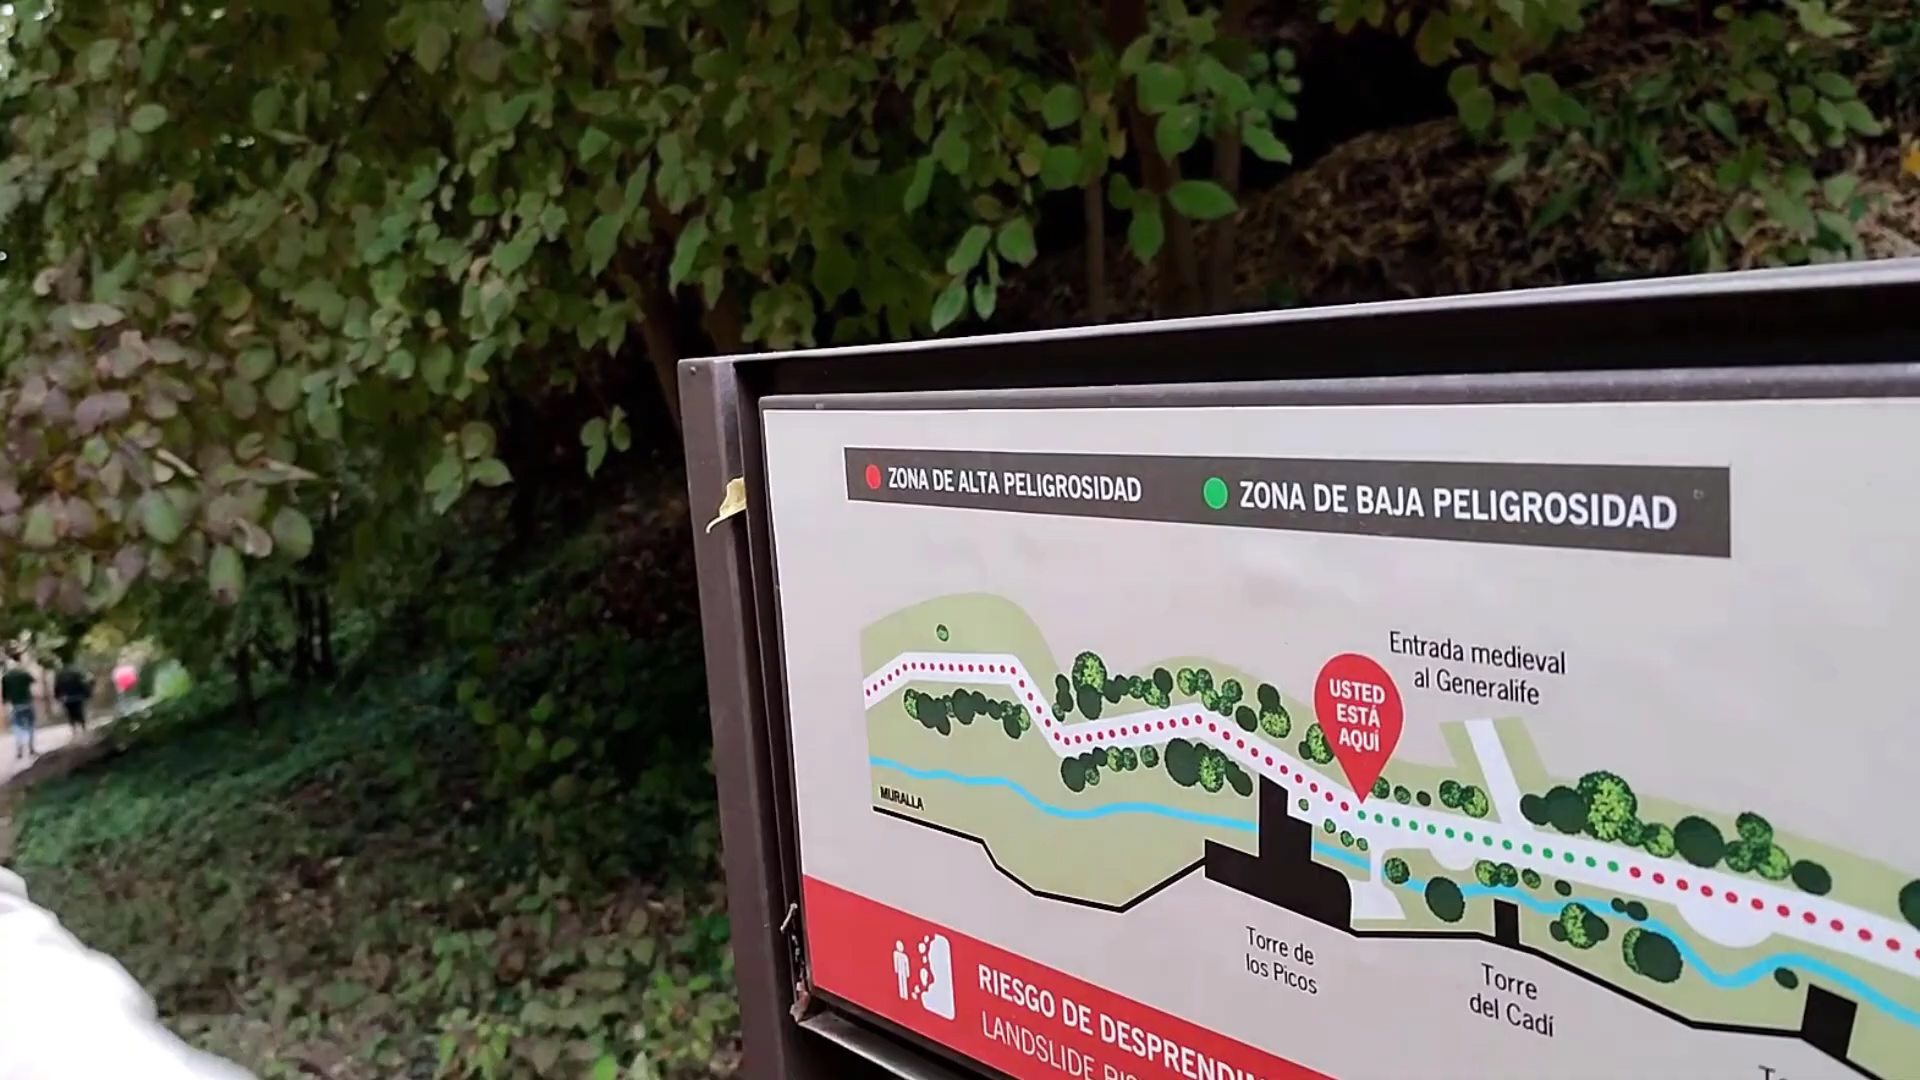 ZONA DE ALTA PELIGROSIDAD
ZONA DE BAJA PELIGROSIDAD
Entrada medieval
al Generalife
USTED
ESTÁ
AQUÍ
MURALLA
Torre de
los Picos
Torre
del Cadí
RIESGO DE
LANDSLIDE